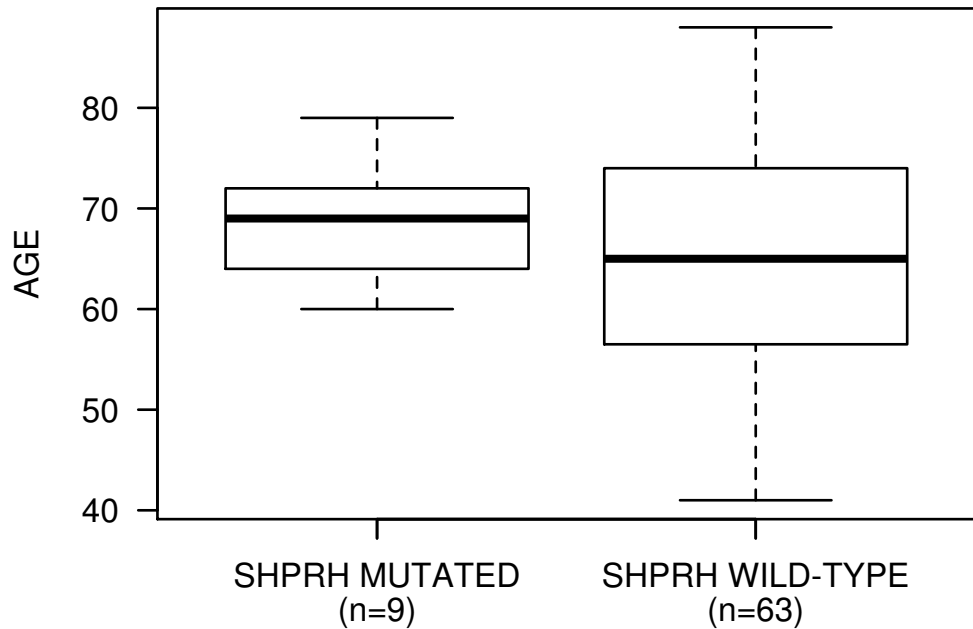 AGE
80
70
60
50
40
SHPRH MUTATED
(n=9)
SHPRH WILD-TYPE
(n=63)